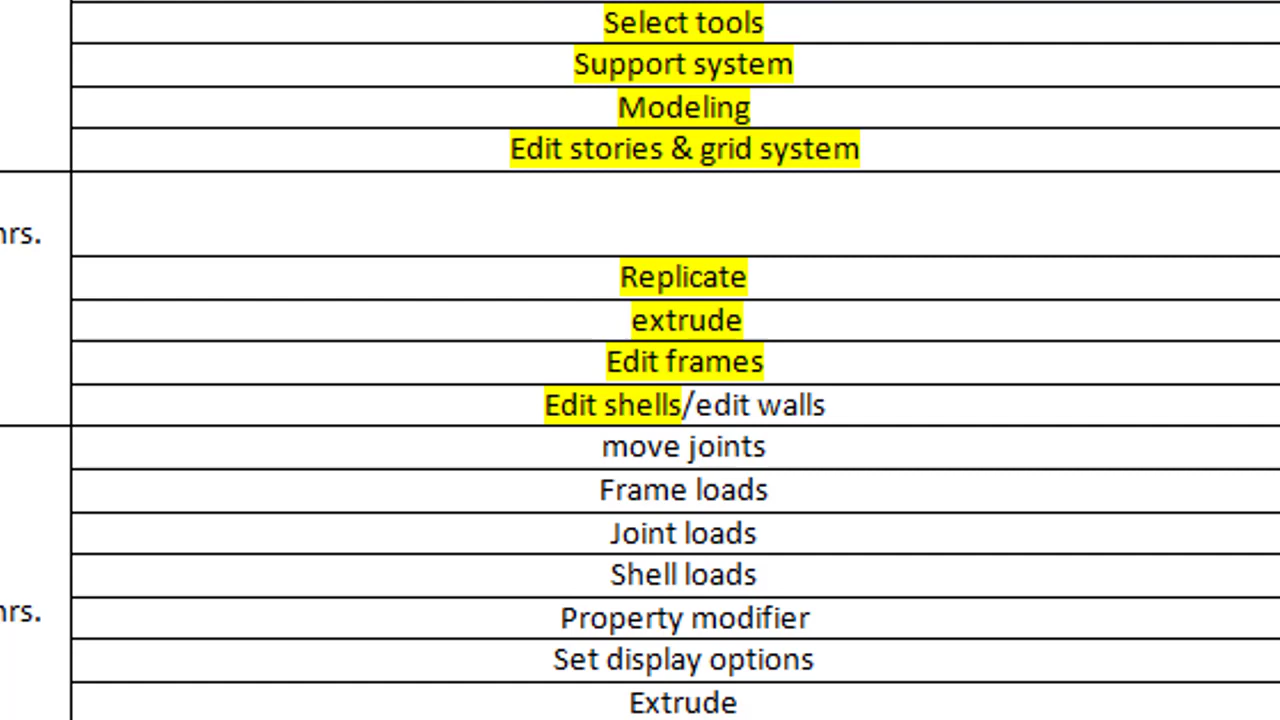 Select tools
Support system
Modeling
Edit stories & grid system
hrs.
Replicate
extrude
Edit frames
Edit shells/edit walls
move joints
Frame loads
Joint loads
Shell loads
hrs.
Property modifier
Set display options
Extrude